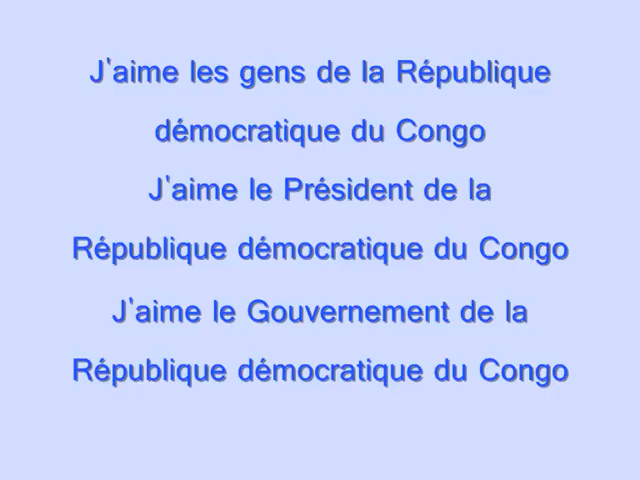 J'aime les gens de la République
démocratique du Congo
J'aime le Président de la
République démocratique du Congo
J'aime le Gouvernement de la
République démocratique du Congo